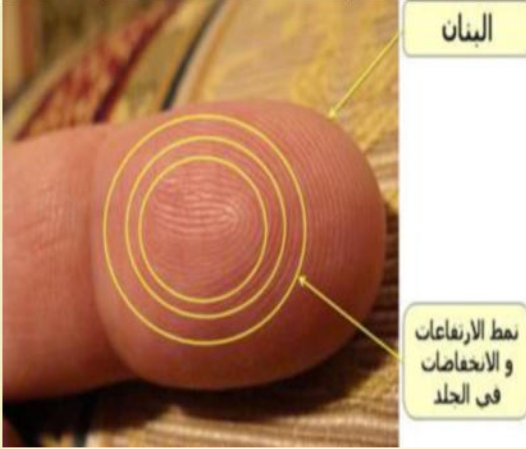 البنان
نمط الارتفاعات
و الانخفاضات
في الجلد